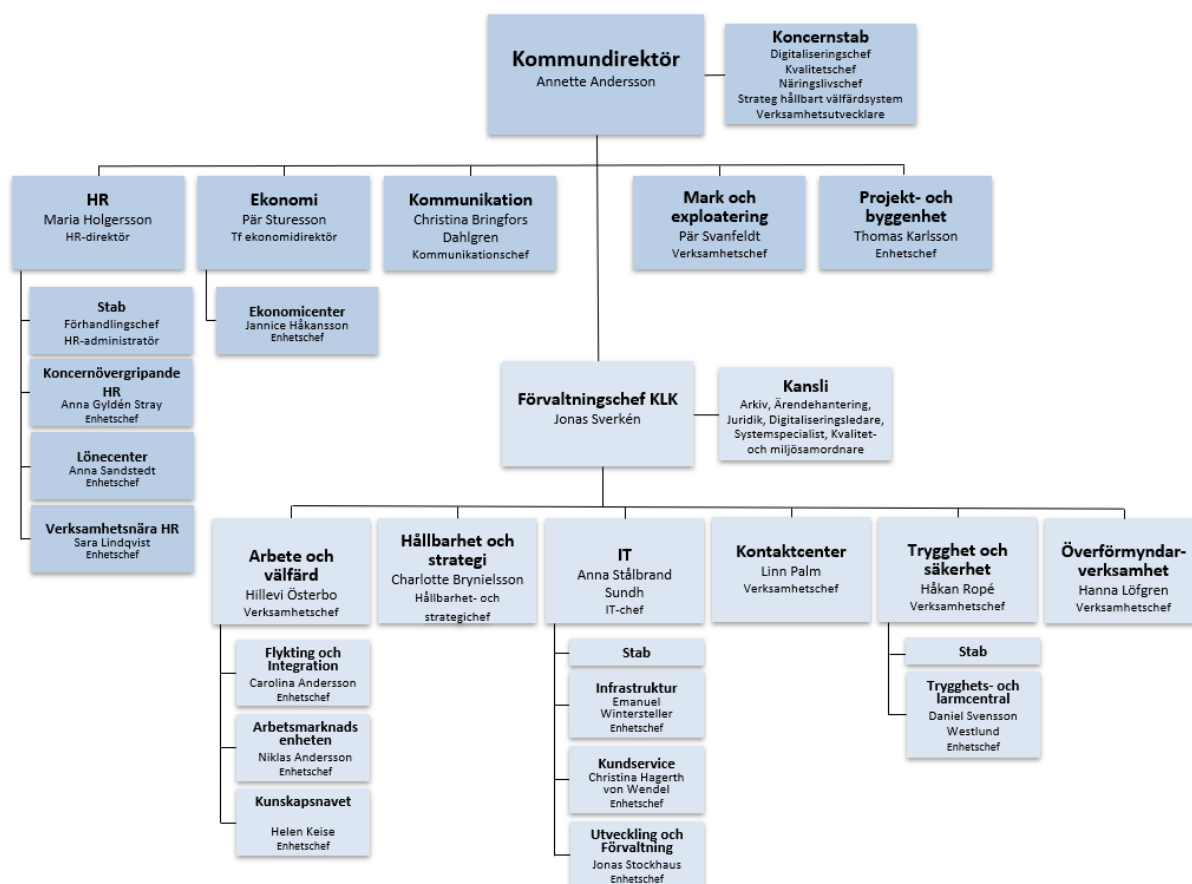 Kommundirektör
Annette Andersson
Koncernstab
Digitaliseringschef
Kvalitetschef
Näringslivschef
Strateg hållbart välfärdsystem
Verksamhetsutvecklare
HR
Maria Holgersson
HR-direktör
Ekonomi
Pär Sturesson
Tf ekonomidirektör
Kommunikation
Christina Bringfors
Dahlgren
Kommunikationschef
Mark och
exploatering
Pär Svanfeldt
Verksamhetschef
Projekt- och
byggenhet
Thomas Karlsson
Enhetschef
Stab
Förhandlingschef
HR-administratör
Koncernövergripande
HR
Anna Gyldén Stray
Enhetschef
Lönecenter
Anna Sandstedt
Enhetschef
Verksamhetsnära HR
Sara Lindqvist
Enhetschef
Ekonomicenter
Jannice Håkansson
Enhetschef
Förvaltningschef KLK
Jonas Sverkén
Kansli
Arkiv, Ärendehantering,
Juridik, Digitaliseringsledare,
Systemspecialist, Kvalitet-
och miljösamordnare
Arbete och
välfärd
Hillevi Österbo
Verksamhetschef
Hållbarhet och
strategi
Charlotte Brynielsson
Hållbarhet- och
strategichef
IT
Anna Stålbrand
Sundh
IT-chef
Kontaktcenter
Linn Palm
Verksamhetschef
Trygghet och
säkerhet
Håkan Ropé
Verksamhetschef
Överförmyndar-
verksamhet
Hanna Löfgren
Verksamhetschef
Flykting och
Integration
Carolina Andersson
Enhetschef
Arbetsmarknads
enheten
Niklas Andersson
Enhetschef
Kunskapsnavet
Helen Keise
Enhetschef
Stab
Infrastruktur
Emanuel
Wintersteller
Enhetschef
Kundservice
Christina Hagerth
von Wendel
Enhetschef
Utveckling och
Förvaltning
Jonas Stockhaus
Enhetschef
Stab
Trygghets- och
larmcentral
Daniel Svensson
Westlund
Enhetschef